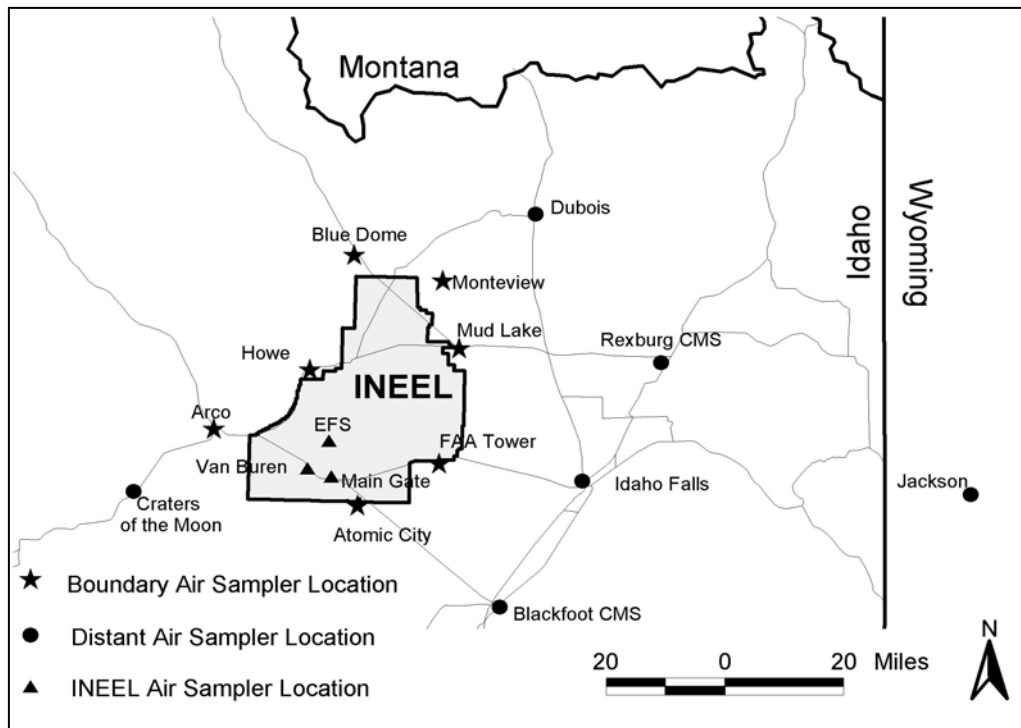 Montana
Idaho
Wyoming
Dubois
Blue Dome
Monteview
Mud Lake
Rexburg CMS
Howe
INEEL
Arco
EFS
FAA Tower
Van Buren
Main Gate
Idaho Falls
Jackson
Craters
of the Moon
Atomic City
Blackfoot CMS
Boundary Air Sampler Location
Distant Air Sampler Location
INEEL Air Sampler Location
20 0 20 Miles
N